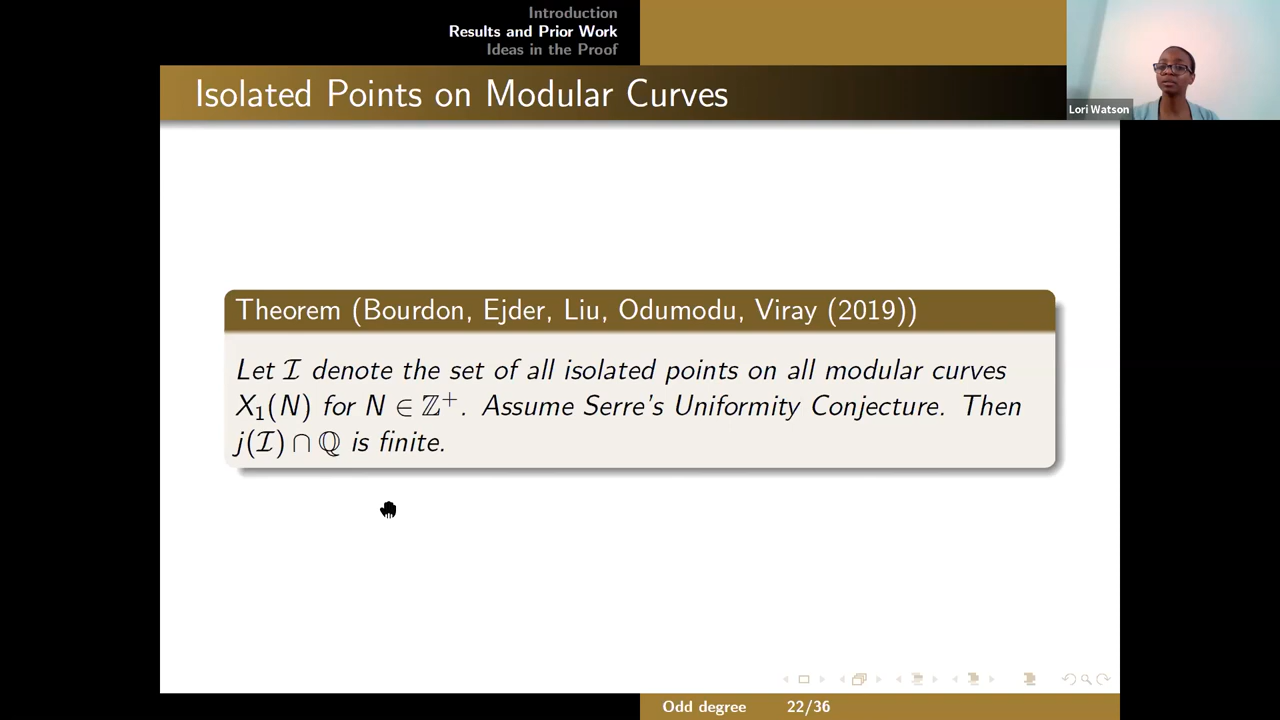 Introduction
Results and Prior Work
Ideas in the Proof
Isolated Points on Modular Curves
Lori Watson
Theorem (Bourdon, Ejder, Liu, Odumodu, Viray (2019))
Let ℐ denote the set of all isolated points on all modular curves
X₁(N) for N ∈ ℤ⁺. Assume Serre's Uniformity Conjecture. Then
j(ℐ) ∩ ℚ is finite.
Odd degree 22/36